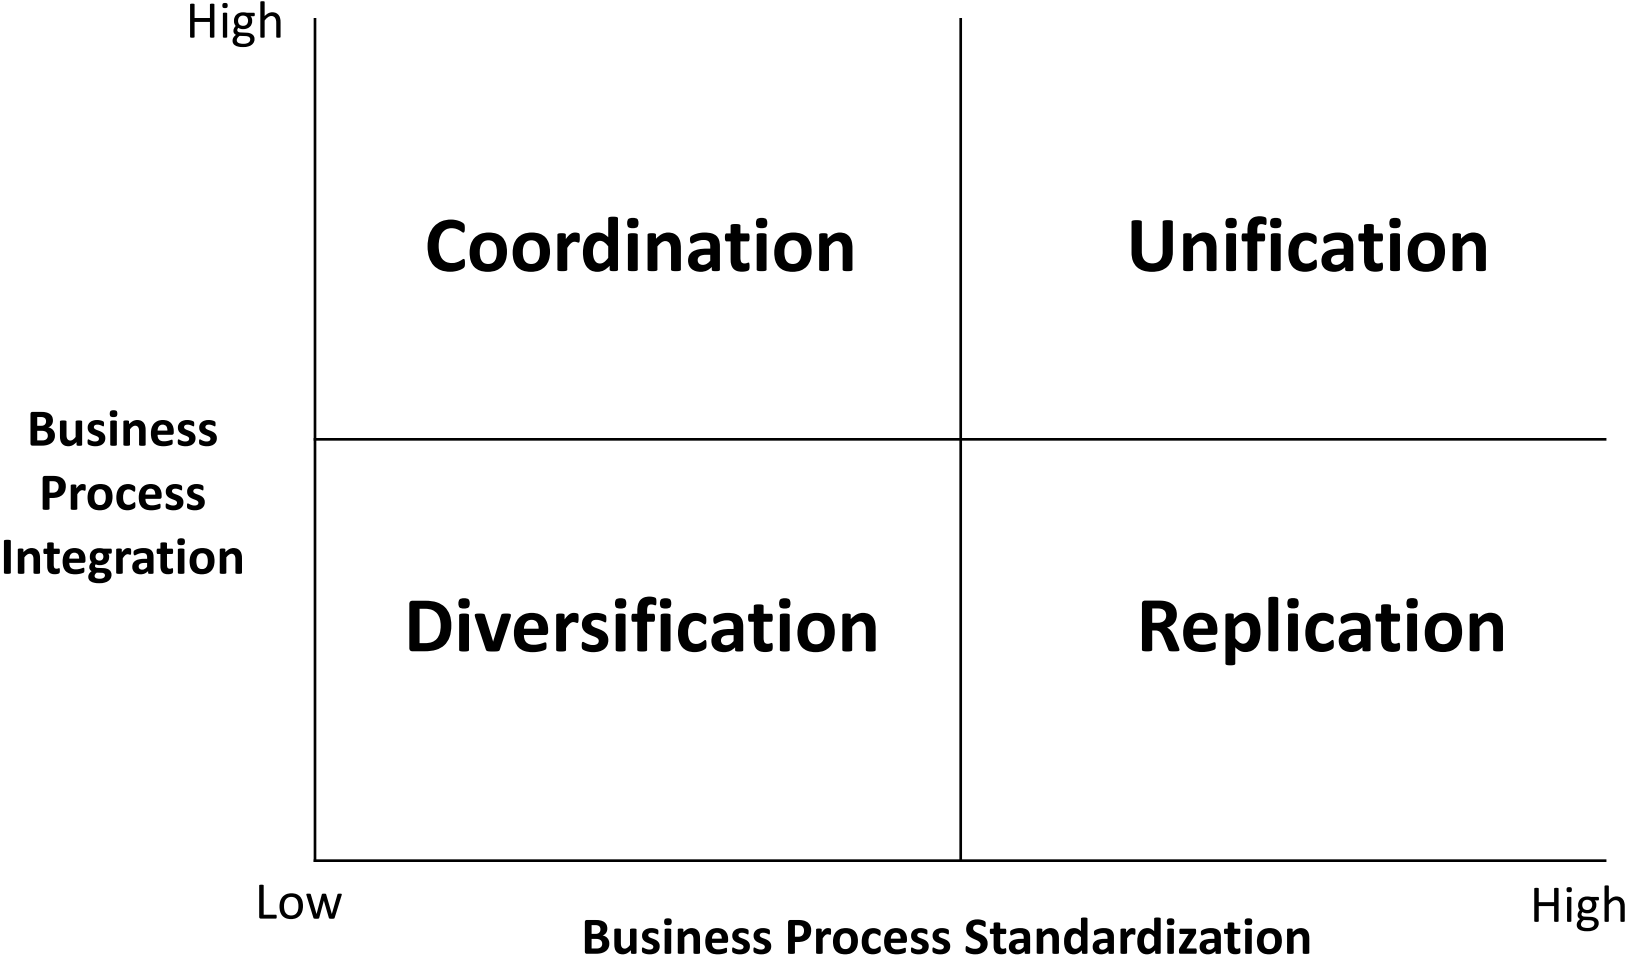 High
Coordination
Unification
Business
Process
Integration
Diversification
Replication
Low
High
Business Process Standardization